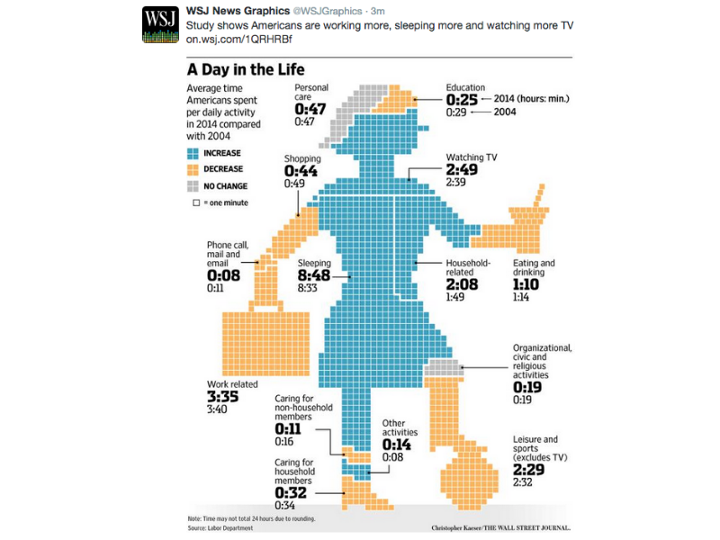 WSJ
WSJ News Graphics @WSJGraphics · 3m
Study shows Americans are working more, sleeping more and watching more TV
on.wsj.com/1QRHRBf
A Day in the Life
Average time
Americans spent
per daily activity
in 2014 compared
with 2004
INCREASE
DECREASE
NO CHANGE
= one minute
Personal
care
0:47
0:47
Education
0:25
2014 (hours: min.)
0:29
2004
Shopping
0:44
0:49
Watching TV
2:49
2:39
Phone call,
mail and
email
0:08
0:11
Sleeping
8:48
8:33
Household-
related
2:08
1:49
Eating and
drinking
1:10
1:14
Organizational,
civic and
religious
activities
0:19
0:19
Work related
3:35
3:40
Caring for
non-household
members
0:11
0:16
Other
activities
0:14
0:08
Caring for
household
members
0:32
0:34
Leisure and
sports
(excludes TV)
2:29
2:32
Note: Time may not total 24 hours due to rounding.
Source: Labor Department
Christopher Kaeser/THE WALL STREET JOURNAL.